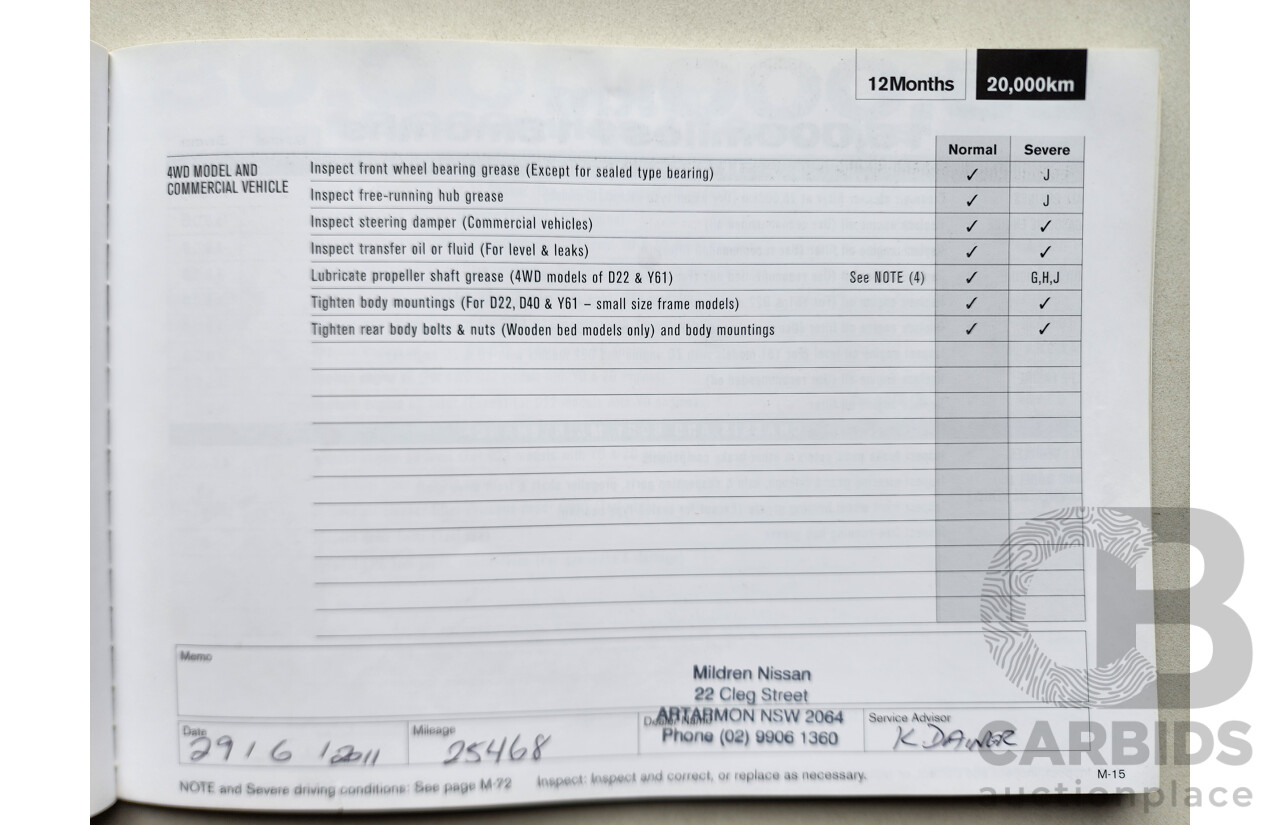 12Months 20,000km
Normal Severe
4WD MODEL AND COMMERCIAL VEHICLE
Inspect front wheel bearing grease (Except for sealed type bearing) ✓ J
Inspect free-running hub grease ✓ J
Inspect steering damper (Commercial vehicles) ✓ ✓
Inspect transfer oil or fluid (For level & leaks) ✓ ✓
Lubricate propeller shaft grease (4WD models of D22 & Y61) See NOTE (4) ✓ G,H,J
Tighten body mountings (For D22, D40 & Y61 – small size frame models) ✓ ✓
Tighten rear body bolts & nuts (Wooden bed models only) and body mountings ✓ ✓
Memo
Mildren Nissan
22 Cleg Street
ARTARMON NSW 2064
Phone (02) 9906 1360
Date 29 / 6 / 2011
Mileage 25468
Dealer Name
Service Advisor
NOTE and Severe driving conditions: See page M-72 Inspect: Inspect and correct, or replace as necessary.
M-15
CARBIDS
auctionplace